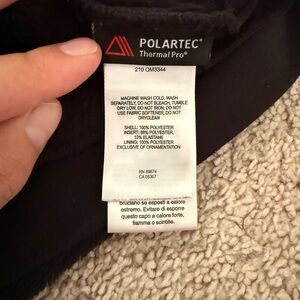 POLARTEC®
Thermal Pro®
210 OM3344
MACHINE WASH COLD, WASH
SEPARATELY, DO NOT BLEACH, TUMBLE
DRY LOW, DO NOT IRON, DO NOT
USE FABRIC SOFTENER, DO NOT
DRYCLEAN
SHELL: 100% POLYESTER
INSERT: 88% POLYESTER,
12% ELASTANE
LINING: 100% POLYESTER
EXCLUSIVE OF ORNAMENTATION
RN 89674
CA 05367
bruciano se esposti a calore
estremo. Evitare di esporre
questo capo a calore forte,
fiamma o scintille.